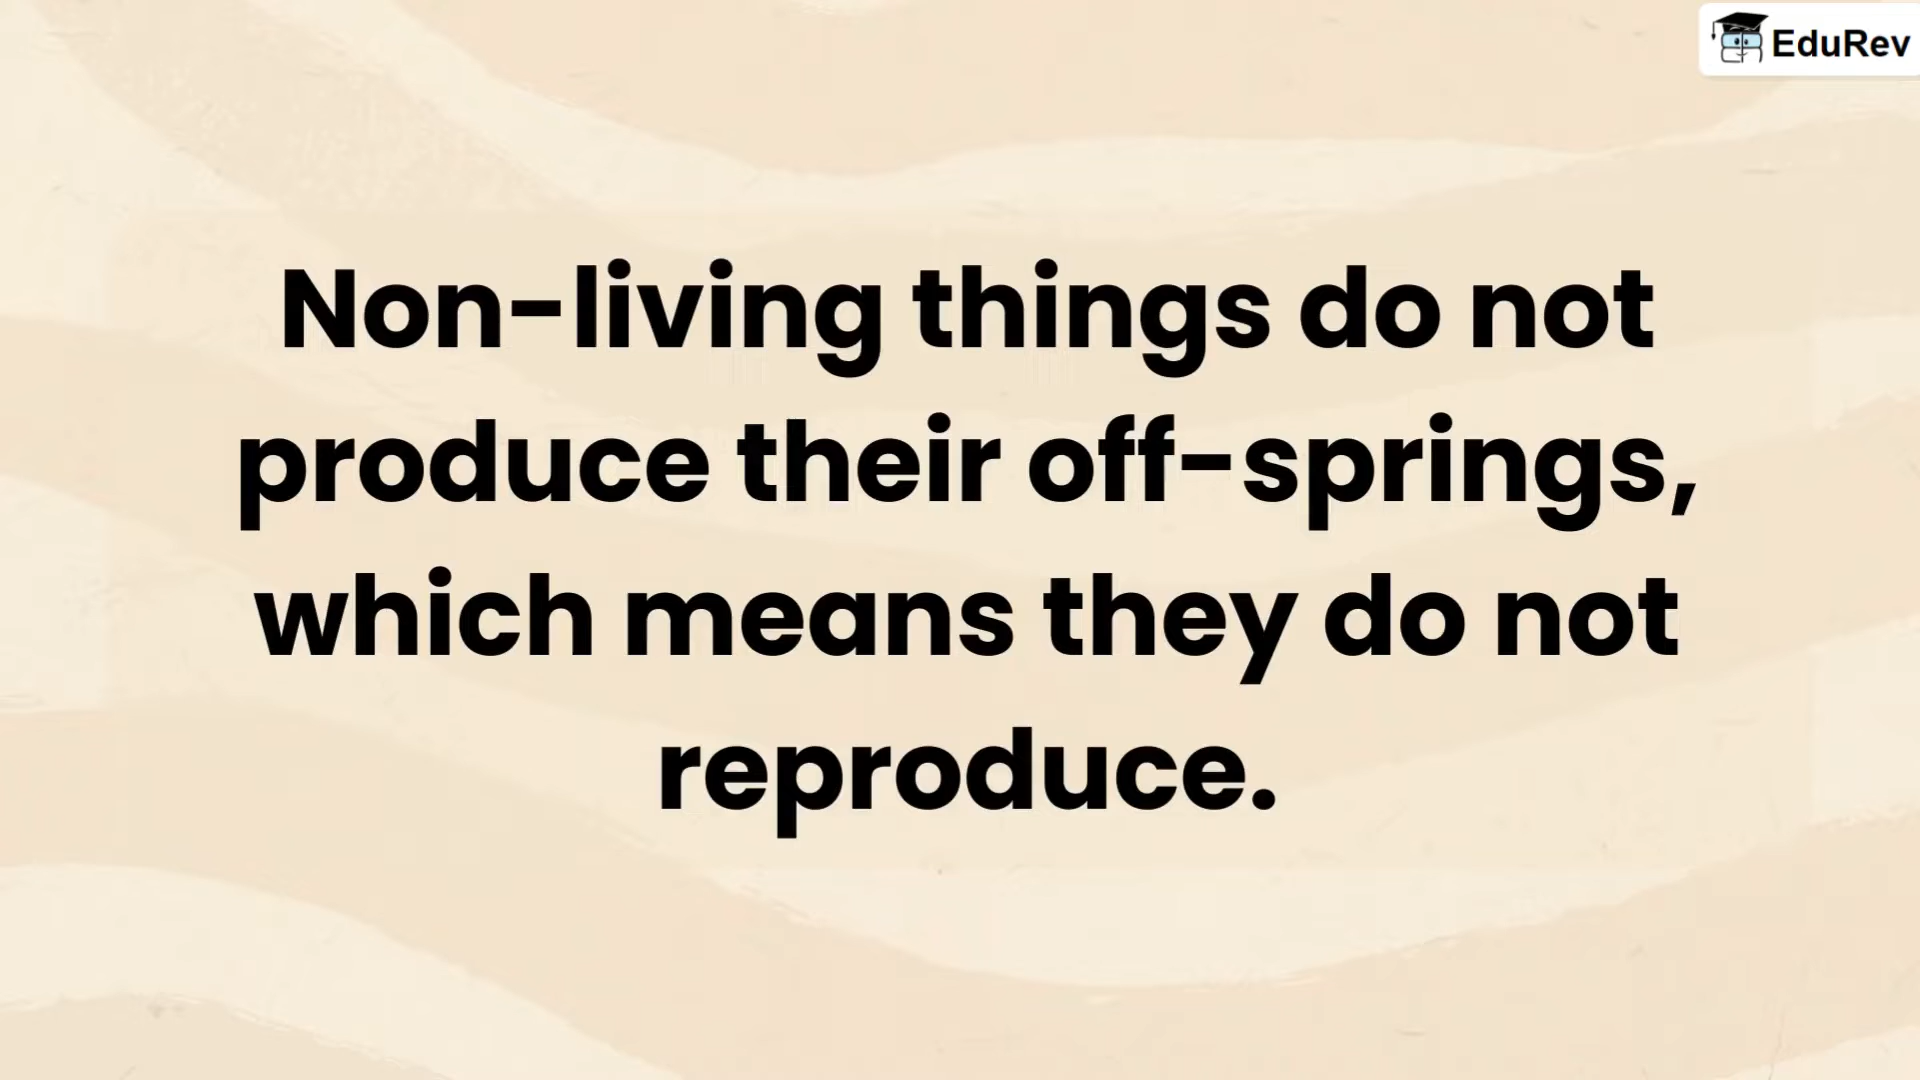 EduRev
Non-living things do not
produce their off-springs,
which means they do not
reproduce.